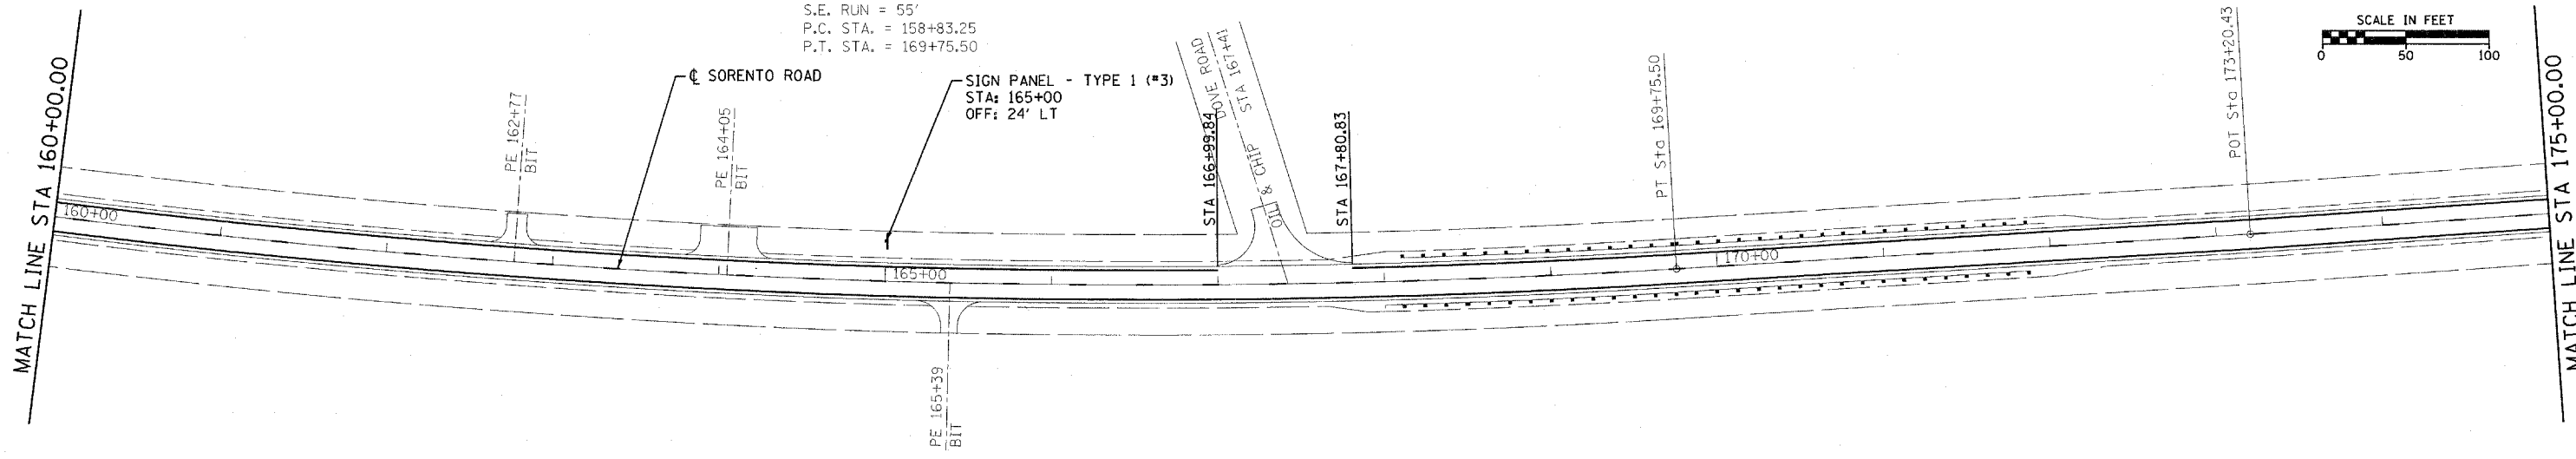 S.E. RUN = 55'
P.C. STA. = 158+83.25
P.T. STA. = 169+75.50
℄ SORENTO ROAD
SIGN PANEL - TYPE 1 (#3)
STA: 165+00
OFF: 24' LT
DOVE ROAD
STA 167+41
OIL & CHIP
SCALE IN FEET
0 50 100
MATCH LINE STA 160+00.00
PE 162+77
BIT
PE 164+05
BIT
STA 166+99.84
STA 167+80.83
PT Sta 169+75.50
POT Sta 173+20.43
MATCH LINE STA 175+00.00
160+00
165+00
170+00
PE 165+39
BIT